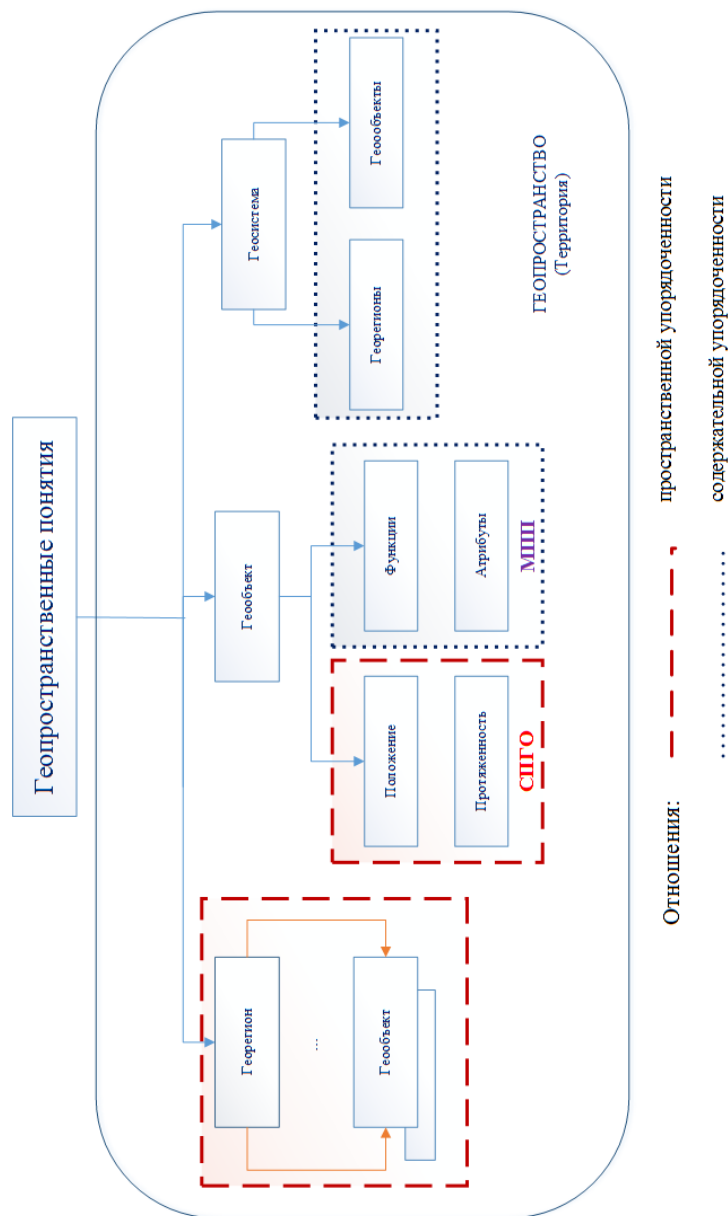 Геопространственные понятия
Георегион
...
Геообъект
Геообъект
Положение
Протяженность
СПГО
Функции
Атрибуты
МПП
Геосистема
Георегионы
Геоообъекты
ГЕОПРОСТРАНСТВО
(Территория)
Отношения:
пространственной упорядоченности
содержательной упорядоченности